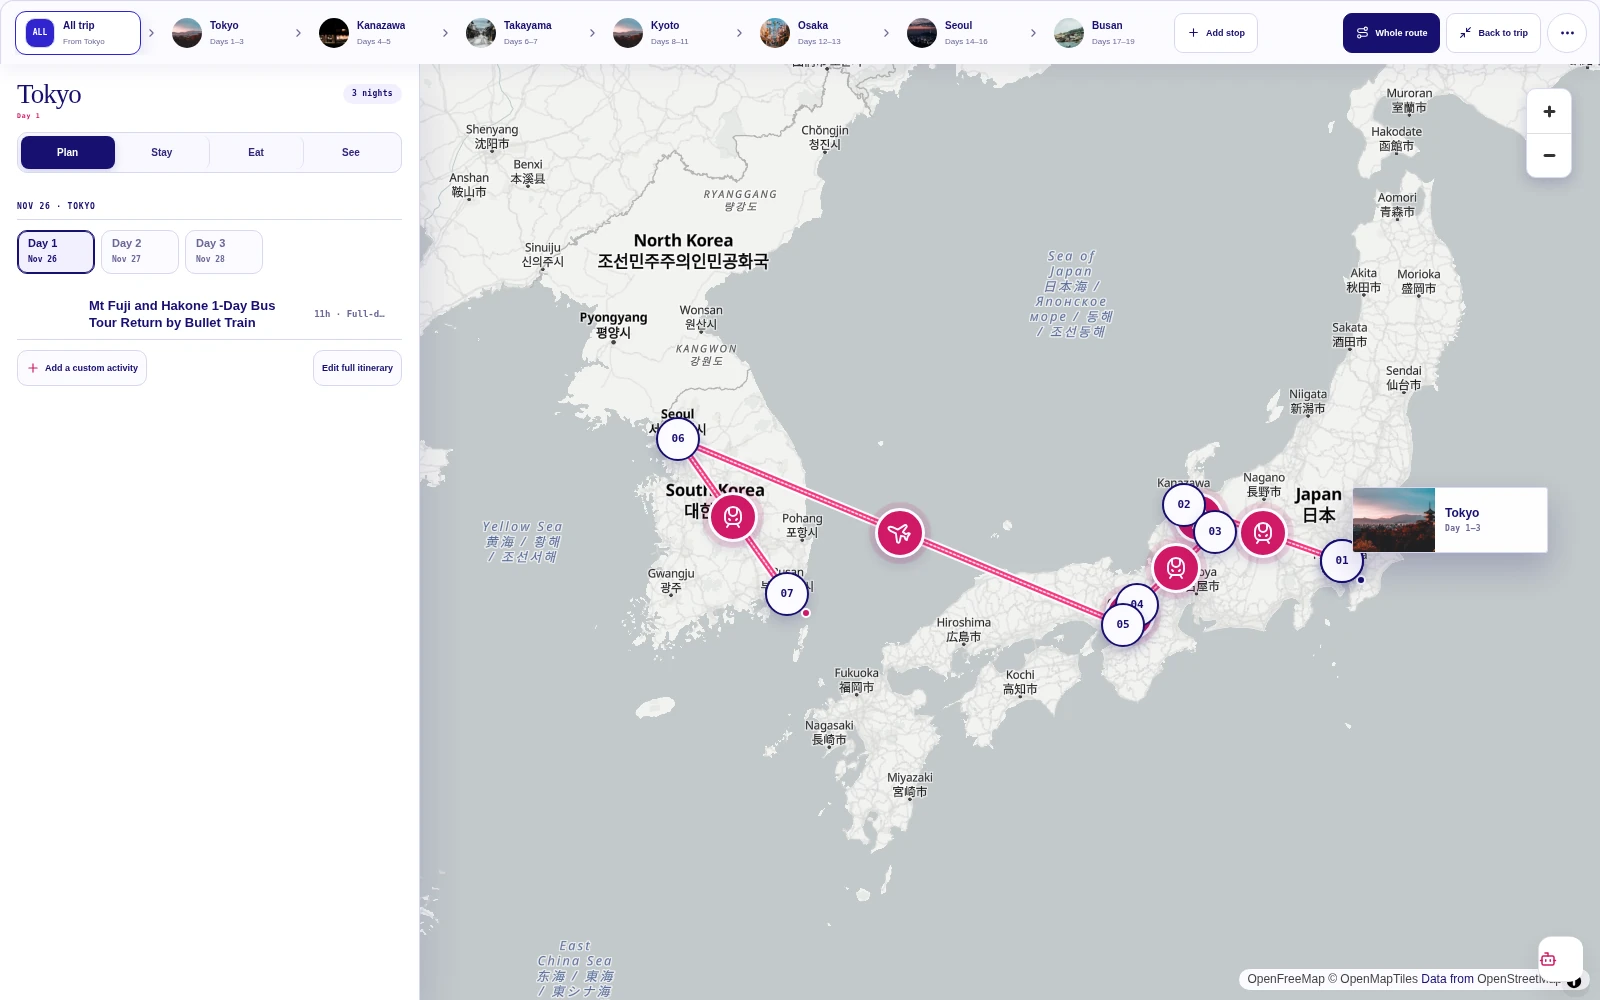 ALL
All trip
From Tokyo
Tokyo
Days 1–3
Kanazawa
Days 4–5
Takayama
Days 6–7
Kyoto
Days 8–11
Osaka
Days 12–13
Seoul
Days 14–16
Busan
Days 17–19
Add stop
Whole route
Back to trip
Tokyo
3 nights
Day 1
Plan
Stay
Eat
See
NOV 26 · TOKYO
Day 1
Nov 26
Day 2
Nov 27
Day 3
Nov 28
Mt Fuji and Hakone 1-Day Bus
Tour Return by Bullet Train
11h · Full-d…
Add a custom activity
Edit full itinerary
Muroran
室蘭市
Hakodate
函館市
Shenyang
沈阳市
Chŏngjin
청진시
Benxi
本溪县
Anshan
鞍山市
RYANGGANG
량강도
Aomori
青森市
North Korea
조선민주주의인민공화국
Sinuiju
신의주시
Sea of
Japan
日本海 /
Японское
море / 동해
/ 조선동해
Akita
秋田市
Morioka
盛岡市
Pyongyang
평양시
Wonsan
원산시
KANGWON
강원도
Sakata
酒田市
Sendai
仙台市
Niigata
新潟市
Seoul
06
South Korea
Kanazawa
02
03
Nagano
長野市
Japan
日本
Tokyo
Day 1–3
01
Yellow Sea
黄海 / 황해
/ 조선서해
Pohang
포항시
Gwangju
광주
07
04
05
Hiroshima
広島市
Fukuoka
福岡市
Kochi
高知市
Nagasaki
長崎市
Miyazaki
宮崎市
East
China Sea
东海 / 東海
/ 東シナ海
OpenFreeMap © OpenMapTiles Data from